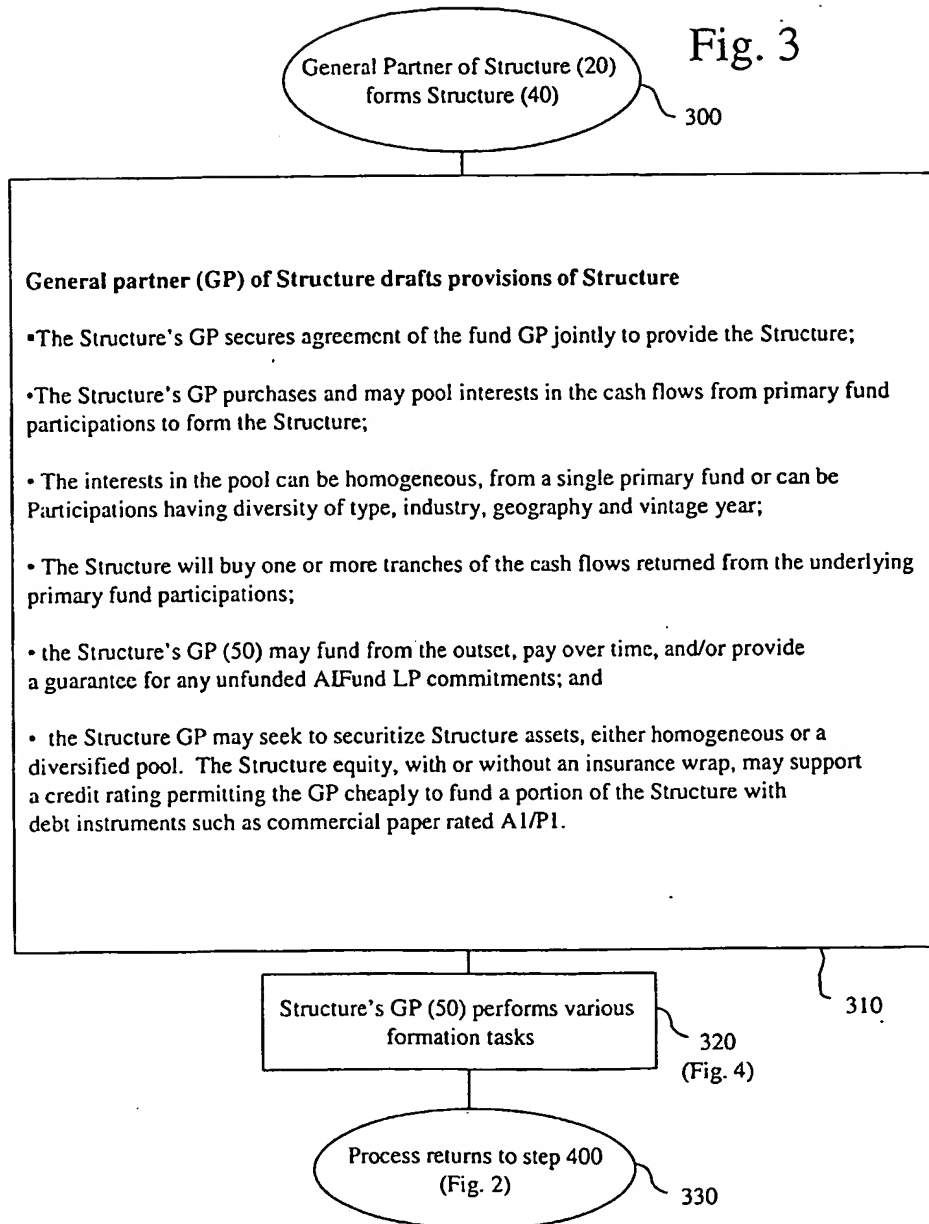 Fig. 3
General Partner of Structure (20)
forms Structure (40)
300
General partner (GP) of Structure drafts provisions of Structure
▪The Structure's GP secures agreement of the fund GP jointly to provide the Structure;
•The Structure's GP purchases and may pool interests in the cash flows from primary fund
participations to form the Structure;
• The interests in the pool can be homogeneous, from a single primary fund or can be
Participations having diversity of type, industry, geography and vintage year;
• The Structure will buy one or more tranches of the cash flows returned from the underlying
primary fund participations;
• the Structure's GP (50) may fund from the outset, pay over time, and/or provide
a guarantee for any unfunded AIFund LP commitments; and
• the Structure GP may seek to securitize Structure assets, either homogeneous or a
diversified pool. The Structure equity, with or without an insurance wrap, may support
a credit rating permitting the GP cheaply to fund a portion of the Structure with
debt instruments such as commercial paper rated A1/P1.
310
Structure's GP (50) performs various
formation tasks
320
(Fig. 4)
Process returns to step 400
(Fig. 2)
330